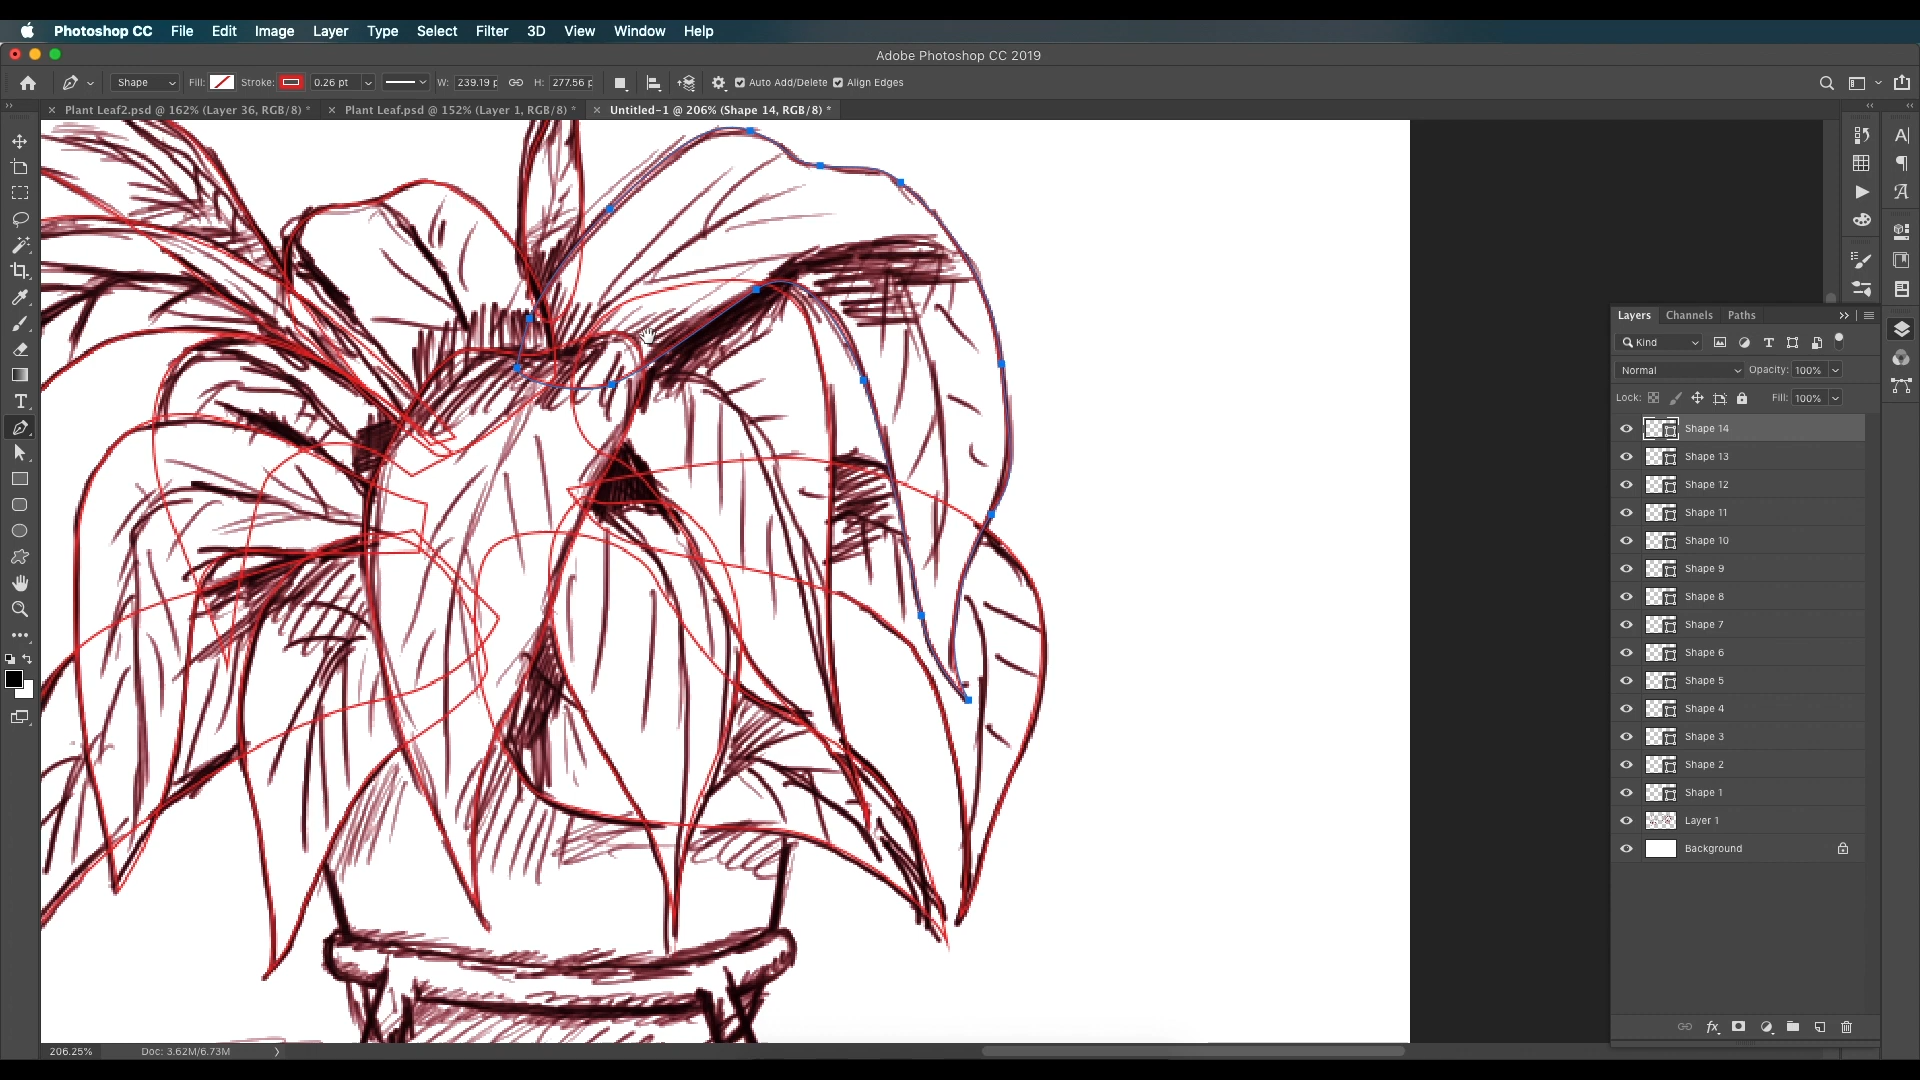 Photoshop CC File Edit Image Layer Type Select Filter 3D View Window Help
Adobe Photoshop CC 2019
Shape Fill: Stroke: 0.26 pt W: 239.19 p H: 277.56 p Auto Add/Delete Align Edges
Plant Leaf2.psd @ 162% (Layer 36, RGB/8) * Plant Leaf.psd @ 152% (Layer 1, RGB/8) * Untitled-1 @ 206% (Shape 14, RGB/8) *
Layers Channels Paths
Kind
Normal Opacity: 100%
Lock: Fill: 100%
Shape 14
Shape 13
Shape 12
Shape 11
Shape 10
Shape 9
Shape 8
Shape 7
Shape 6
Shape 5
Shape 4
Shape 3
Shape 2
Shape 1
Layer 1
Background
206.25% Doc: 3.62M/6.73M